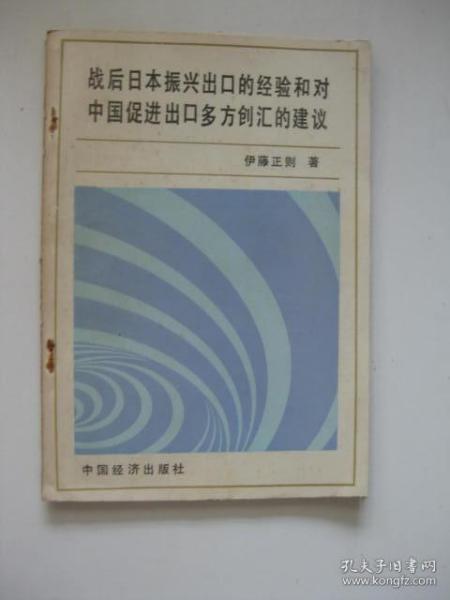 战后日本振兴出口的经验和对
中国促进出口多方创汇的建议
伊藤正则 著
中国经济出版社
孔夫子旧书网
www.kongfz.com